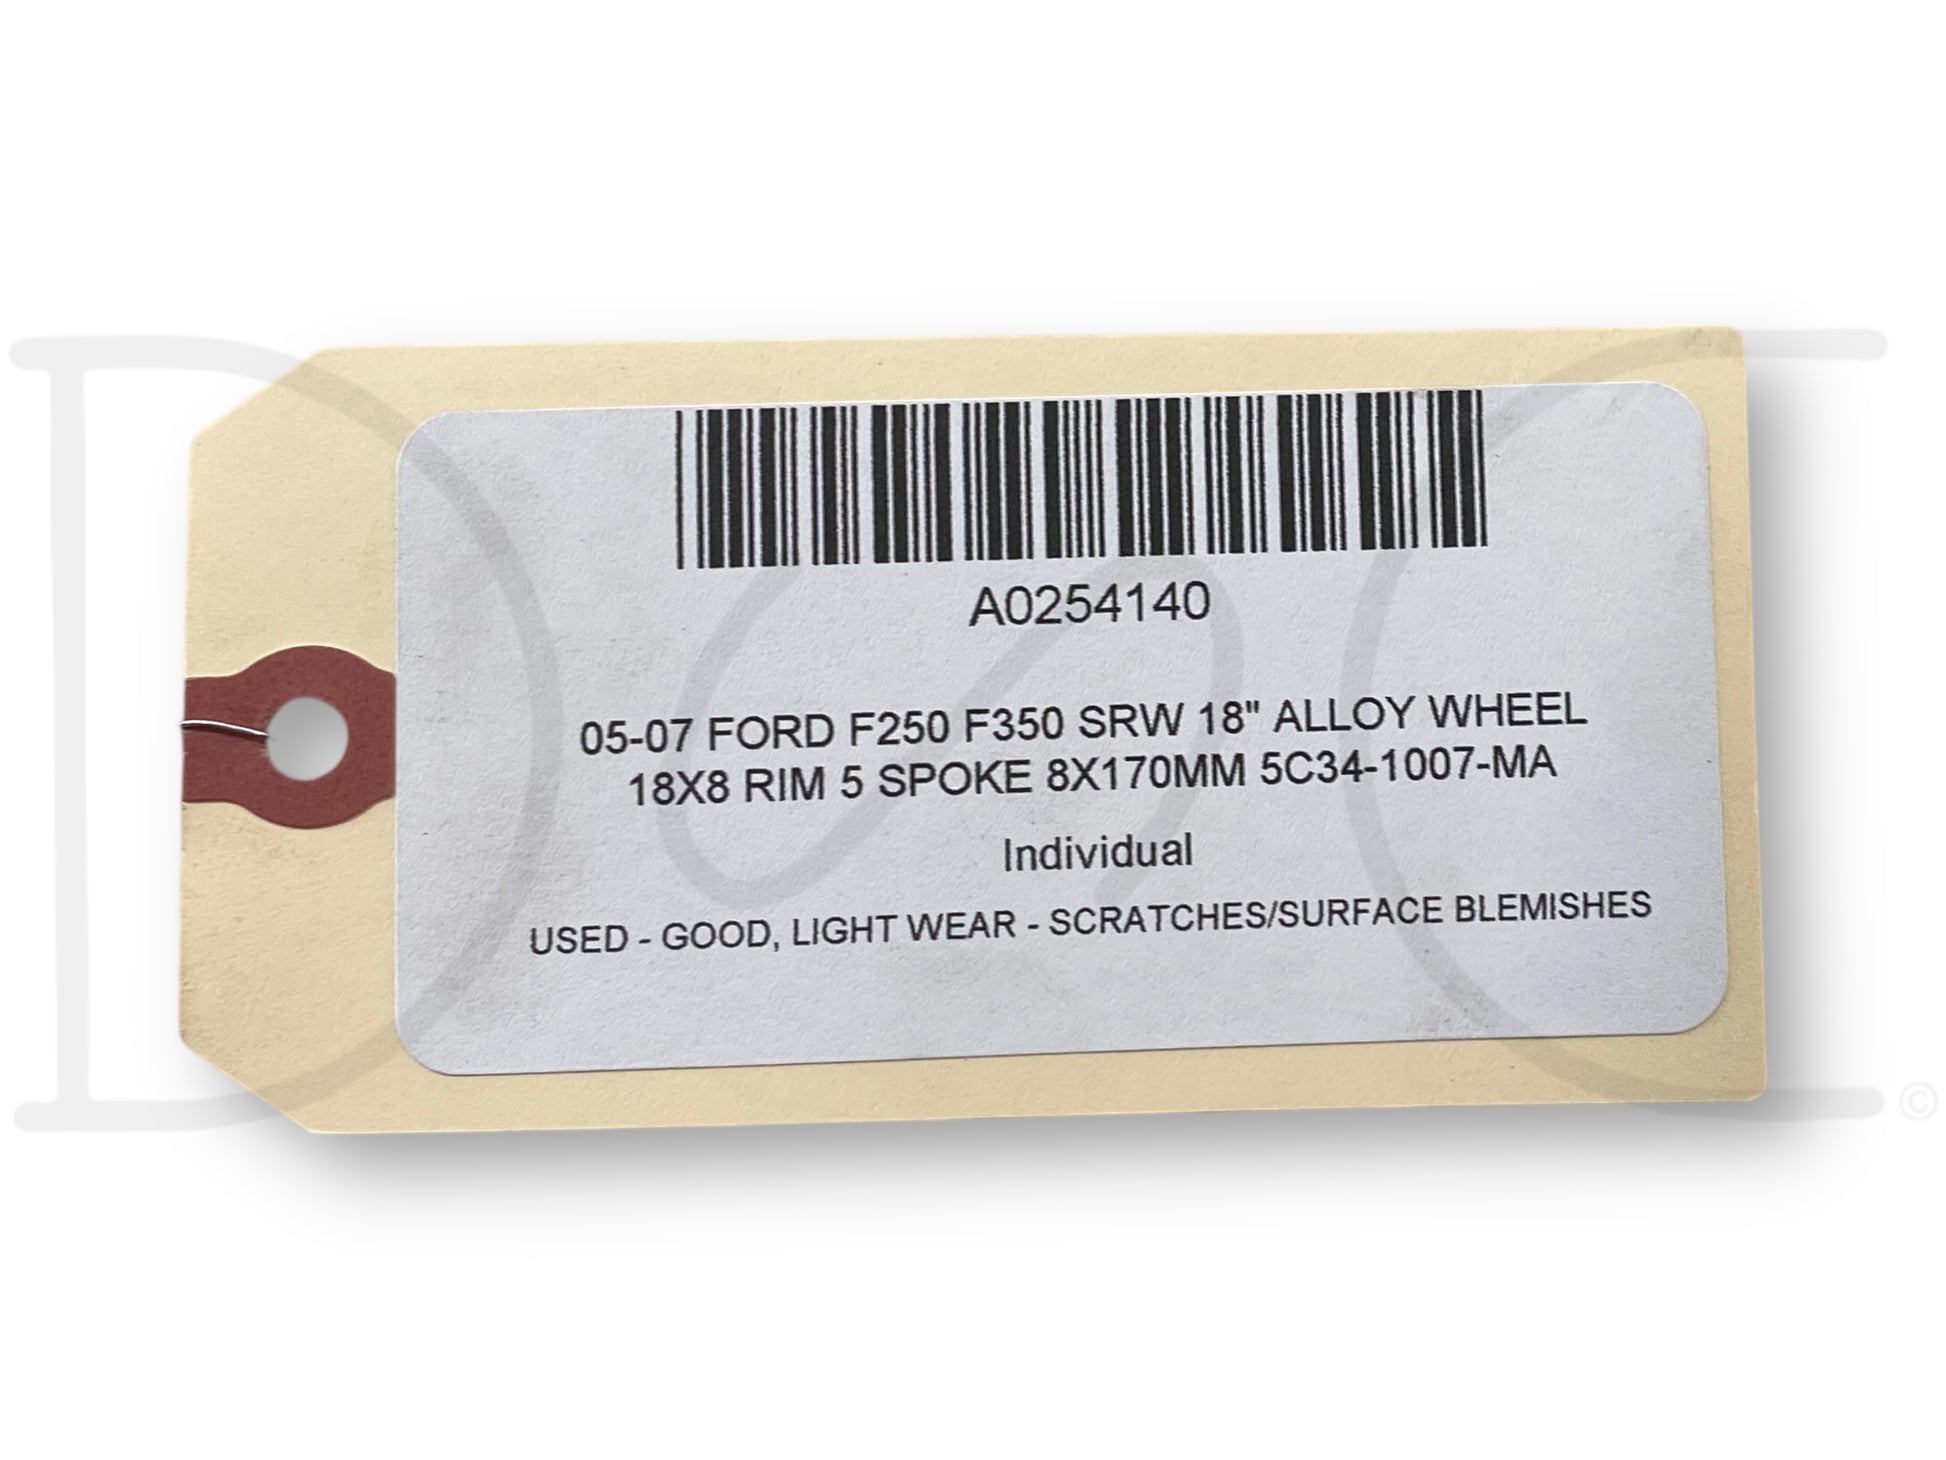 A0254140
05-07 FORD F250 F350 SRW 18" ALLOY WHEEL
18X8 RIM 5 SPOKE 8X170MM 5C34-1007-MA
Individual
USED - GOOD, LIGHT WEAR - SCRATCHES/SURFACE BLEMISHES
©